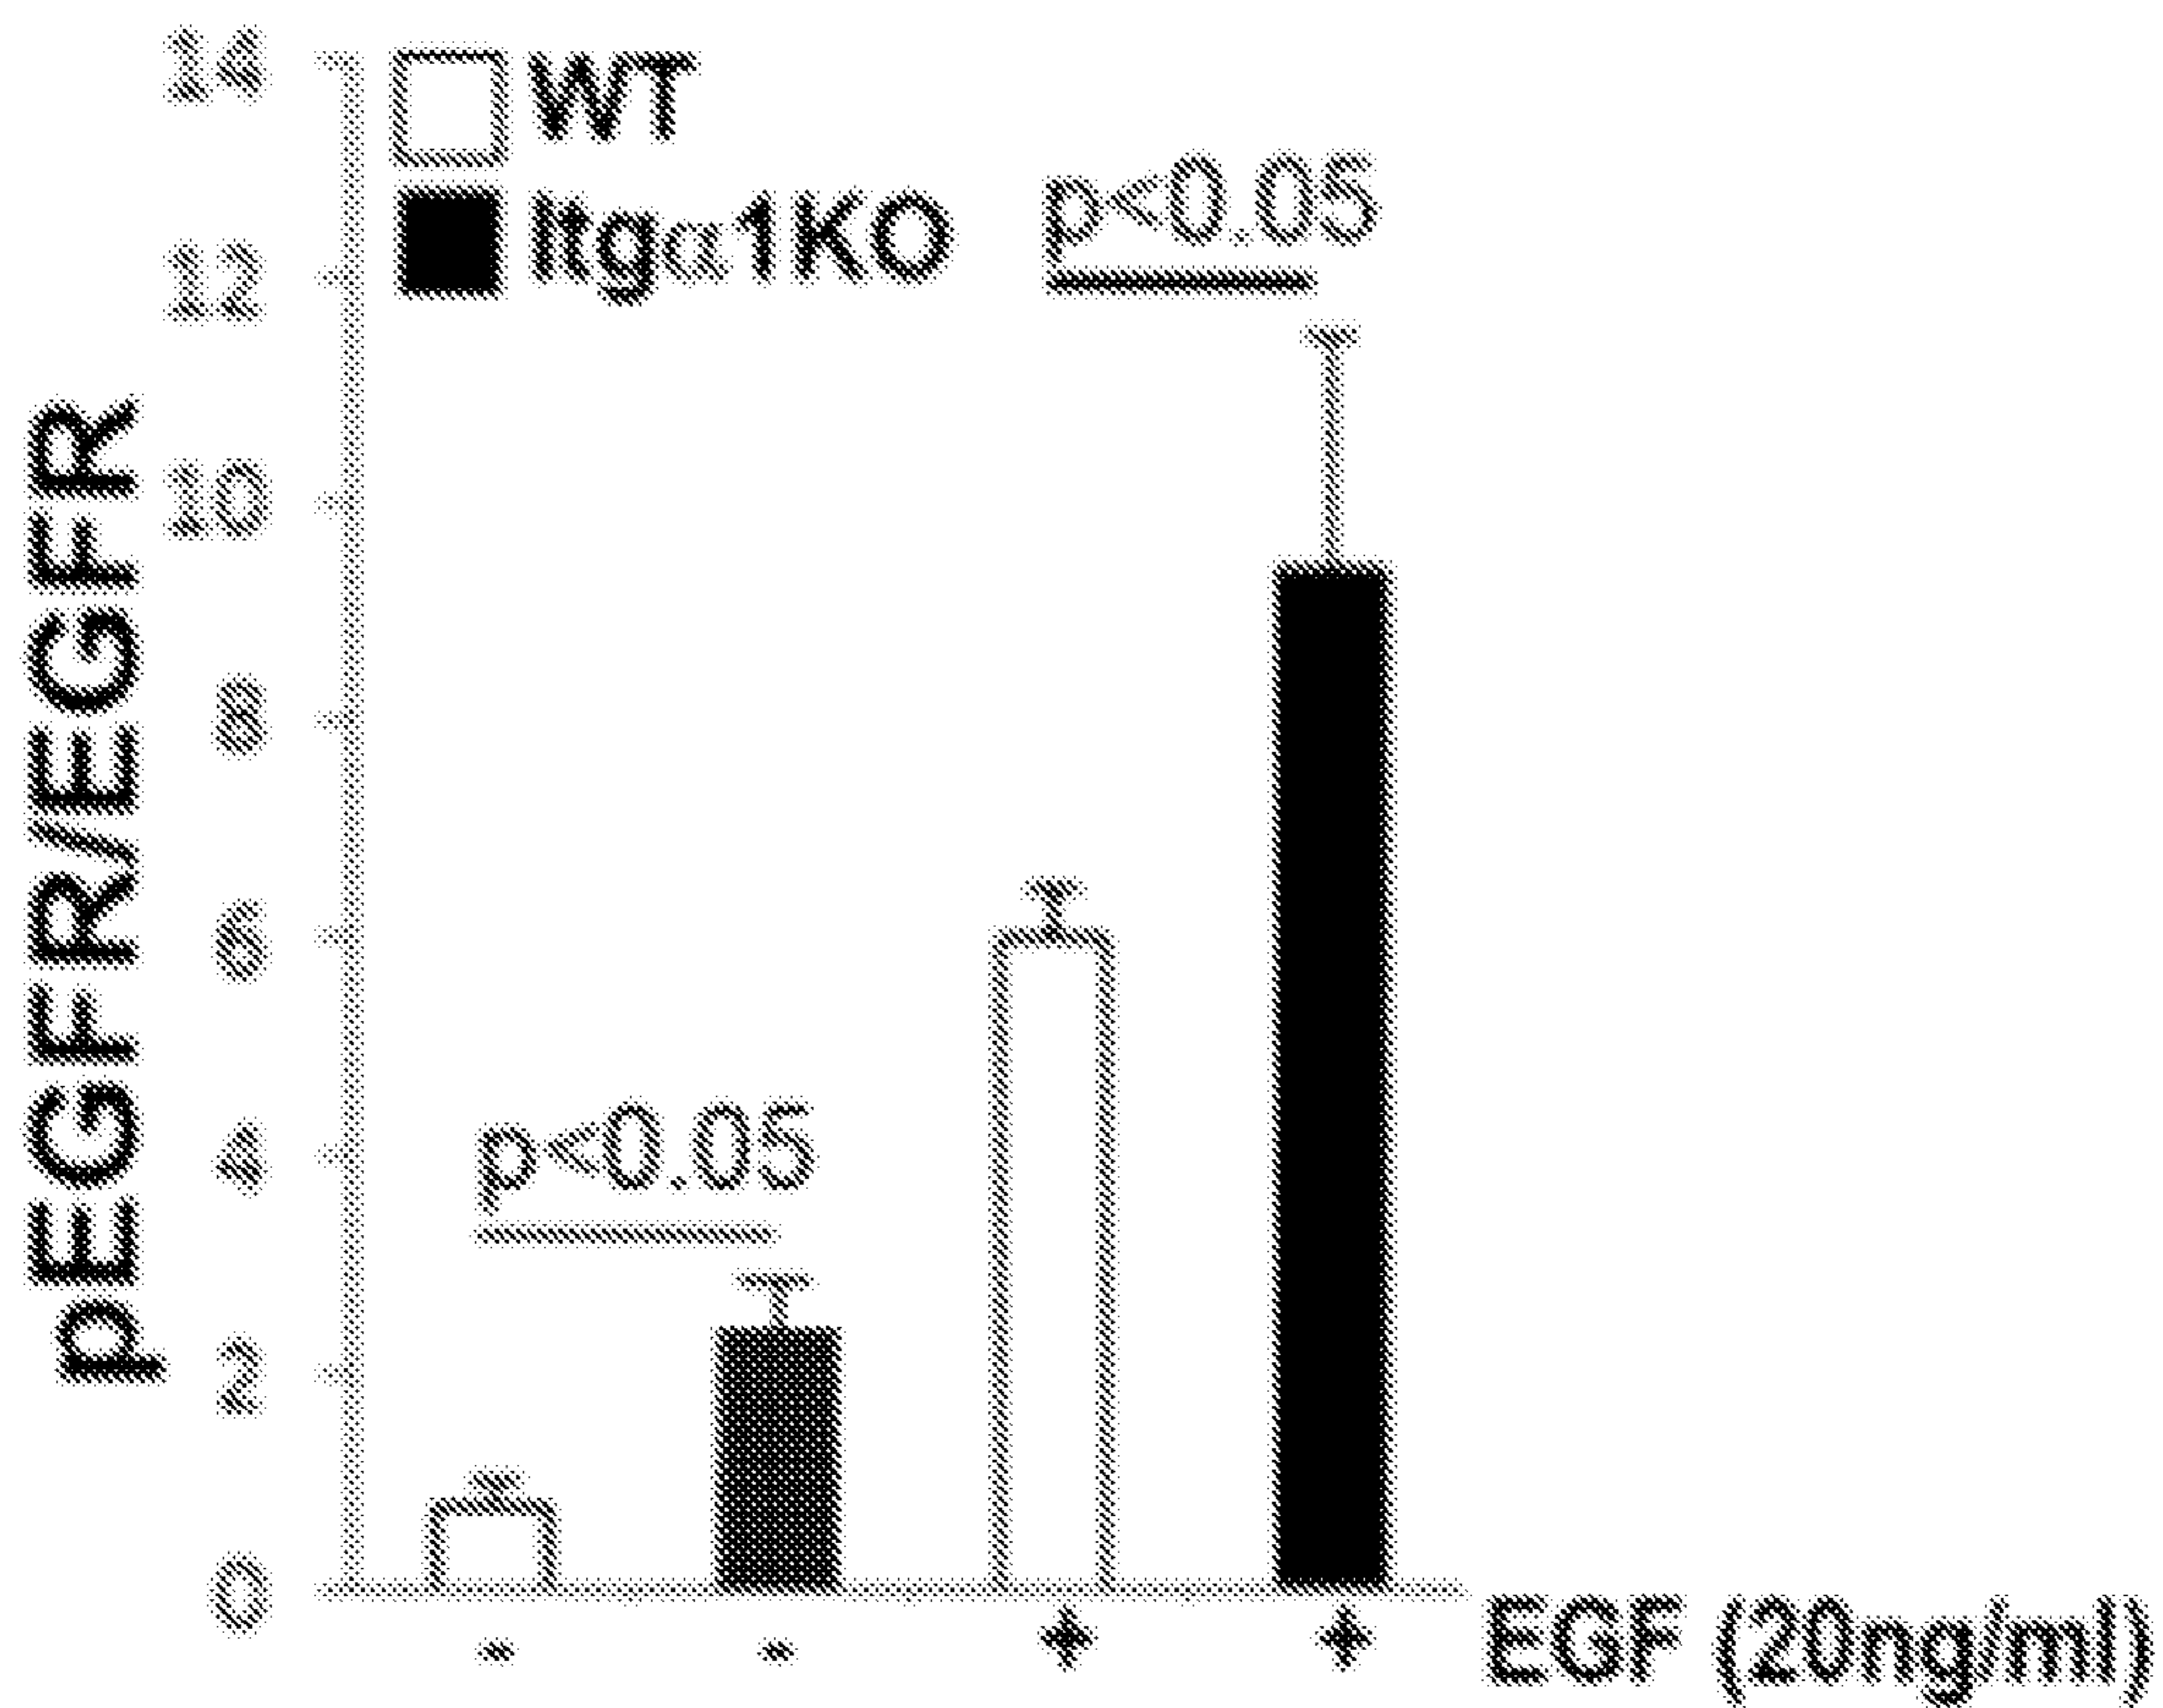 pEGFR/EGFR
14
12
10
8
6
4
2
0
WT
Itgα1KO
p<0.05
p<0.05
- - + + EGF (20ng/ml)